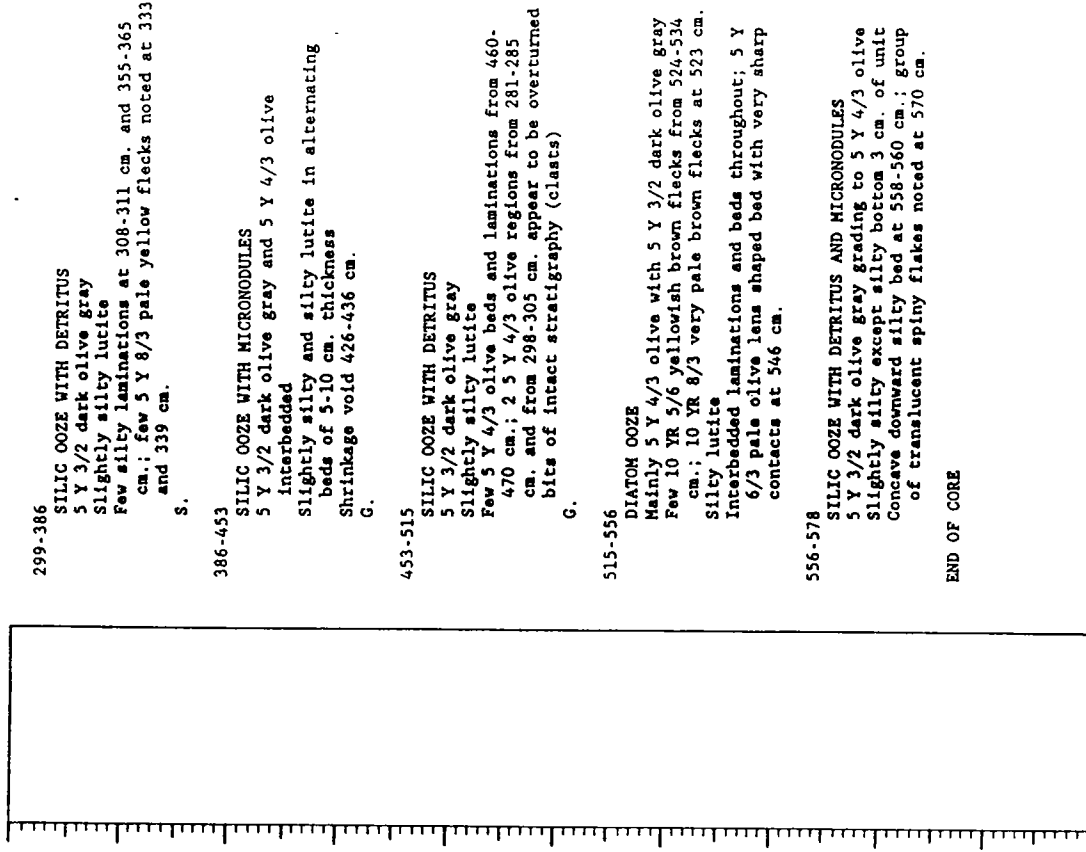 299-386
SILIC OOZE WITH DETRITUS
5 Y 3/2 dark olive gray
Slightly silty lutite
Few silty laminations at 308-311 cm. and 355-365
cm.; few 5 Y 8/3 pale yellow flecks noted at 333
and 339 cm.
S.
386-453
SILIC OOZE WITH MICRONODULES
5 Y 3/2 dark olive gray and 5 Y 4/3 olive
interbedded
Slightly silty and silty lutite in alternating
beds of 5-10 cm. thickness
Shrinkage void 426-436 cm.
G.
453-515
SILIC OOZE WITH DETRITUS
5 Y 3/2 dark olive gray
Slightly silty lutite
Few 5 Y 4/3 olive beds and laminations from 460-
470 cm.; 2 5 Y 4/3 olive regions from 281-285
cm. and from 298-305 cm. appear to be overturned
bits of intact stratigraphy (clasts)
G.
515-556
DIATOM OOZE
Mainly 5 Y 4/3 olive with 5 Y 3/2 dark olive gray
Few 10 YR 5/6 yellowish brown flecks from 524-534
cm.; 10 YR 8/3 very pale brown flecks at 523 cm.
Silty lutite
Interbedded laminations and beds throughout; 5 Y
6/3 pale olive lens shaped bed with very sharp
contacts at 546 cm.
556-578
SILIC OOZE WITH DETRITUS AND MICRONODULES
5 Y 3/2 dark olive gray grading to 5 Y 4/3 olive
Slightly silty except silty bottom 3 cm. of unit
Concave downward silty bed at 558-560 cm.; group
of translucent spiny flakes noted at 570 cm.
END OF CORE